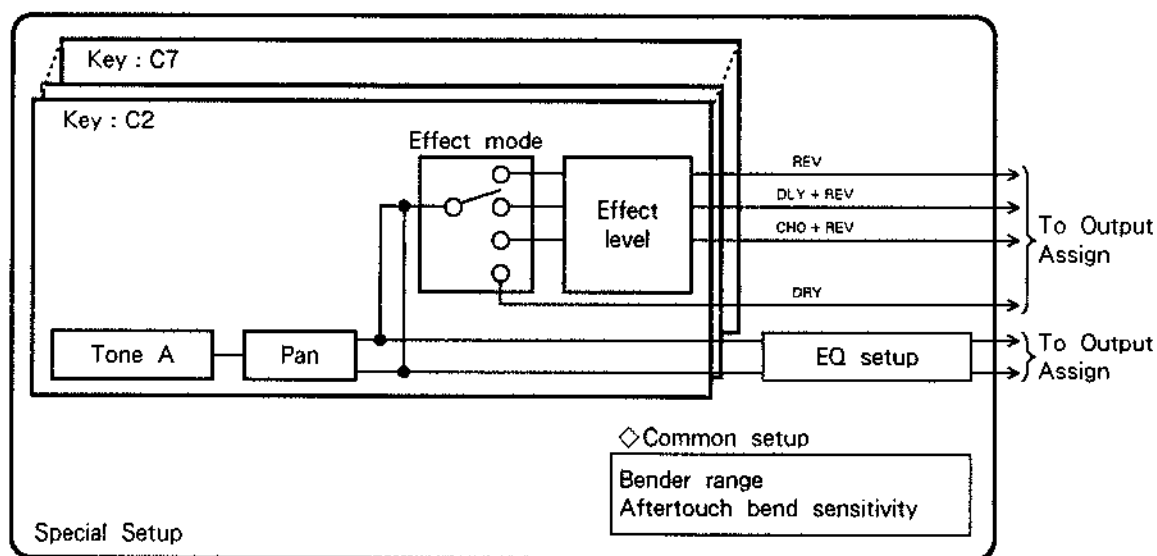 Key : C7
Key : C2
Effect mode
Effect
level
REV
DLY + REV
CHO + REV
DRY
To Output
Assign
Tone A
Pan
EQ setup
To Output
Assign
◇Common setup
Bender range
Aftertouch bend sensitivity
Special Setup